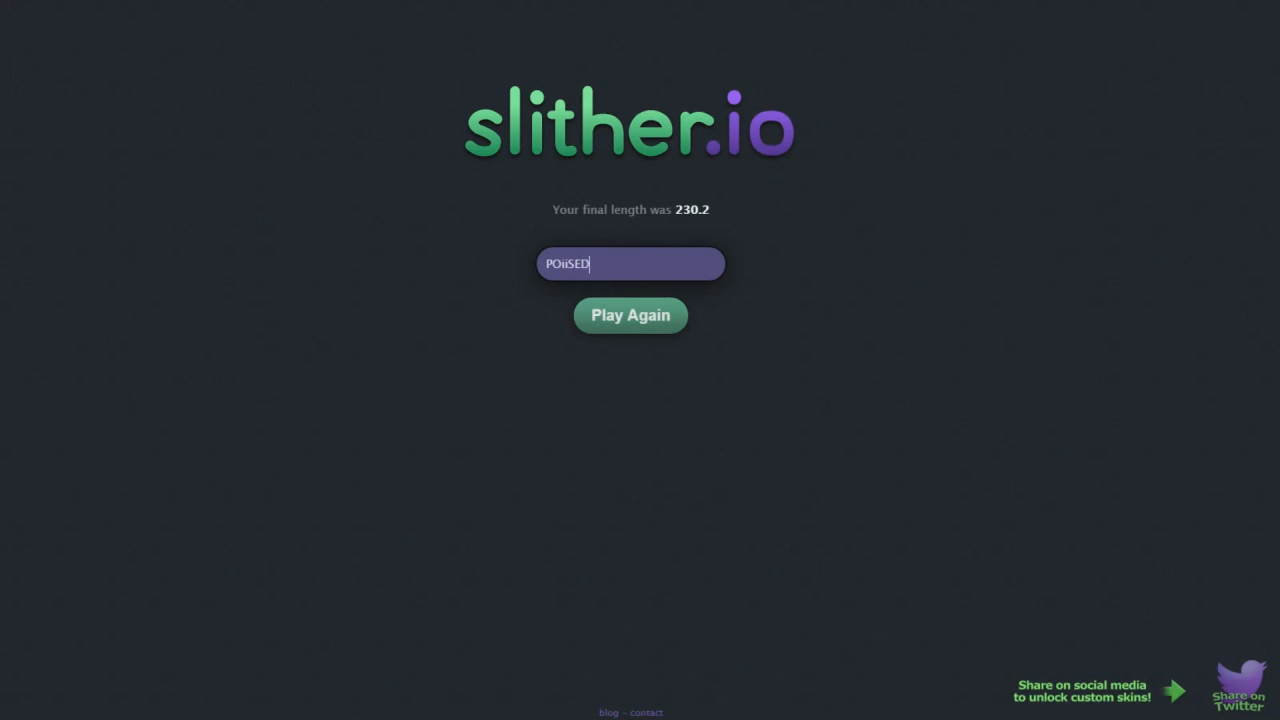 slither.io
Your final length was 230.2
POiiSED
Play Again
Share on social media
to unlock custom skins!
Share on
Twitter
blog - contact